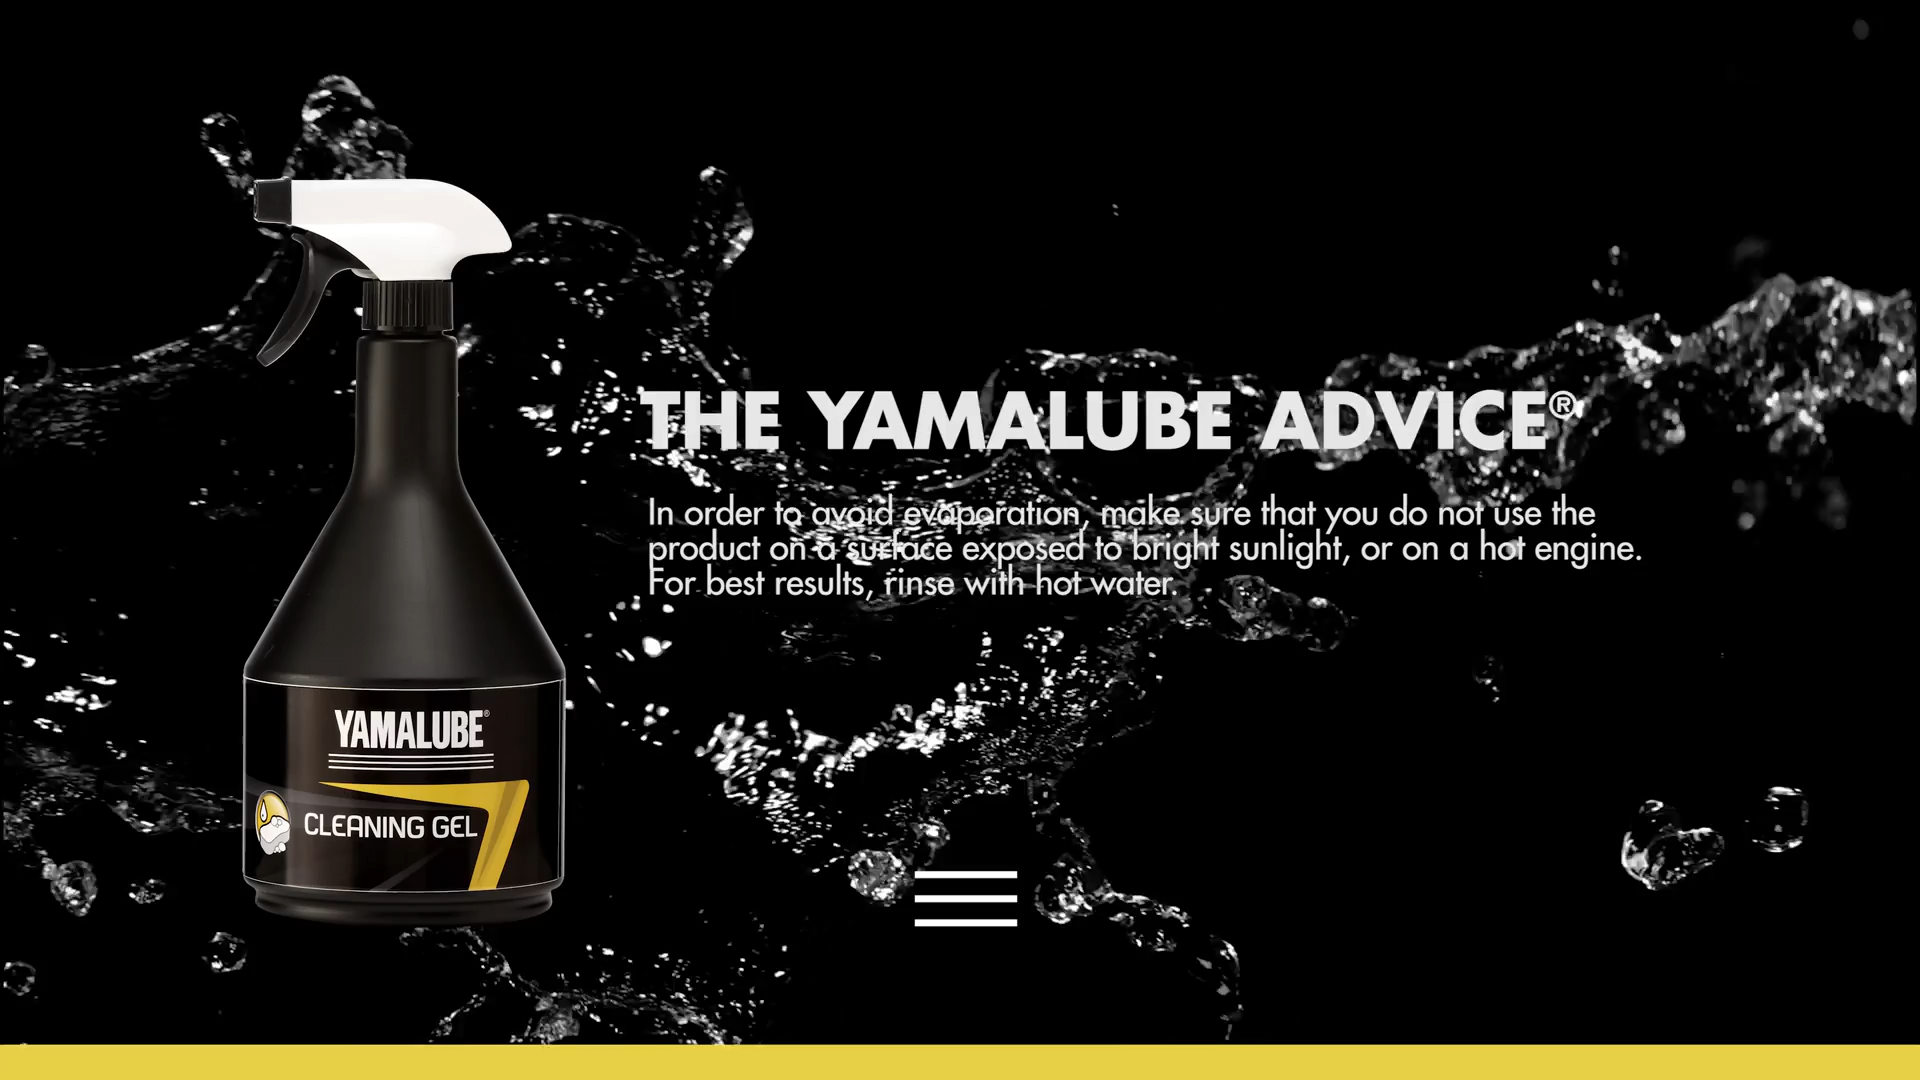 THE YAMALUBE ADVICE®
In order to avoid evaporation, make sure that you do not use the
product on a surface exposed to bright sunlight, or on a hot engine.
For best results, rinse with hot water.
YAMALUBE®
CLEANING GEL